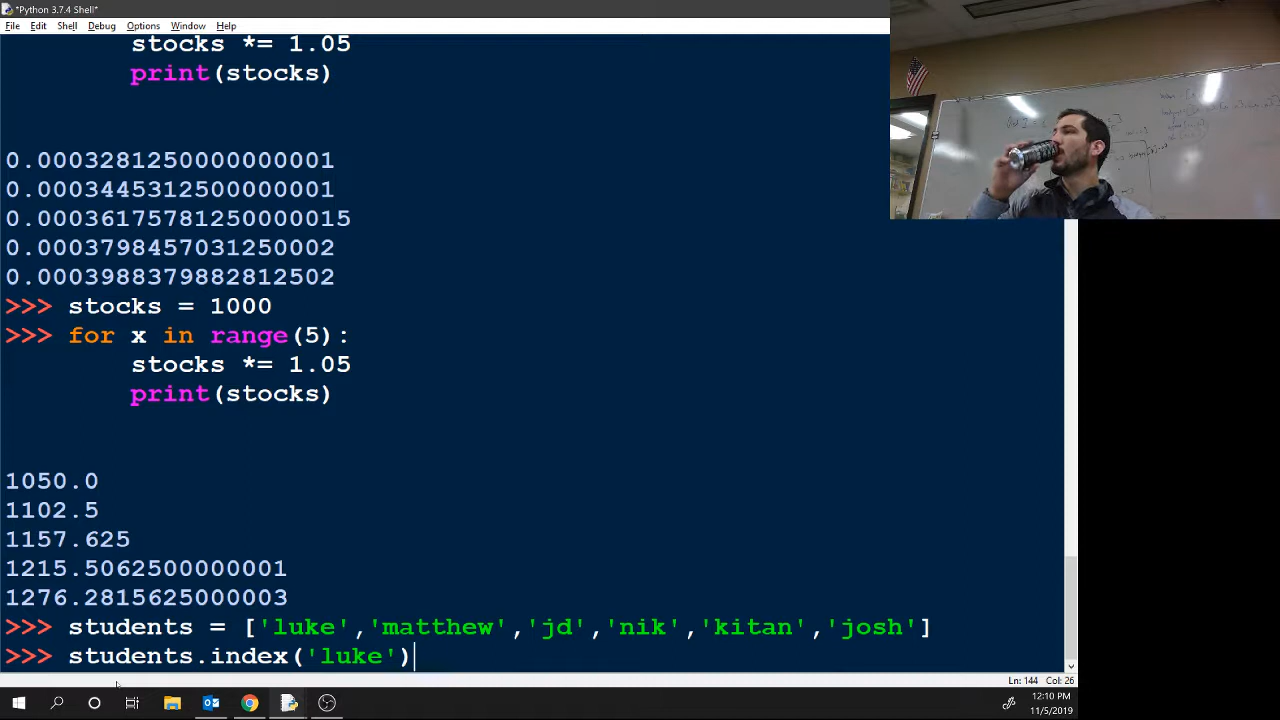 *Python 3.7.4 Shell*
File Edit Shell Debug Options Window Help
stocks *= 1.05
print(stocks)
0.0003281250000000001
0.0003445312500000001
0.00036175781250000015
0.0003798457031250002
0.0003988379882812502
>>> stocks = 1000
>>> for x in range(5):
stocks *= 1.05
print(stocks)
1050.0
1102.5
1157.625
1215.5062500000001
1276.2815625000003
>>> students = ['luke','matthew','jd','nik','kitan','josh']
>>> students.index('luke')
Ln: 144 Col: 26
12:10 PM
11/5/2019